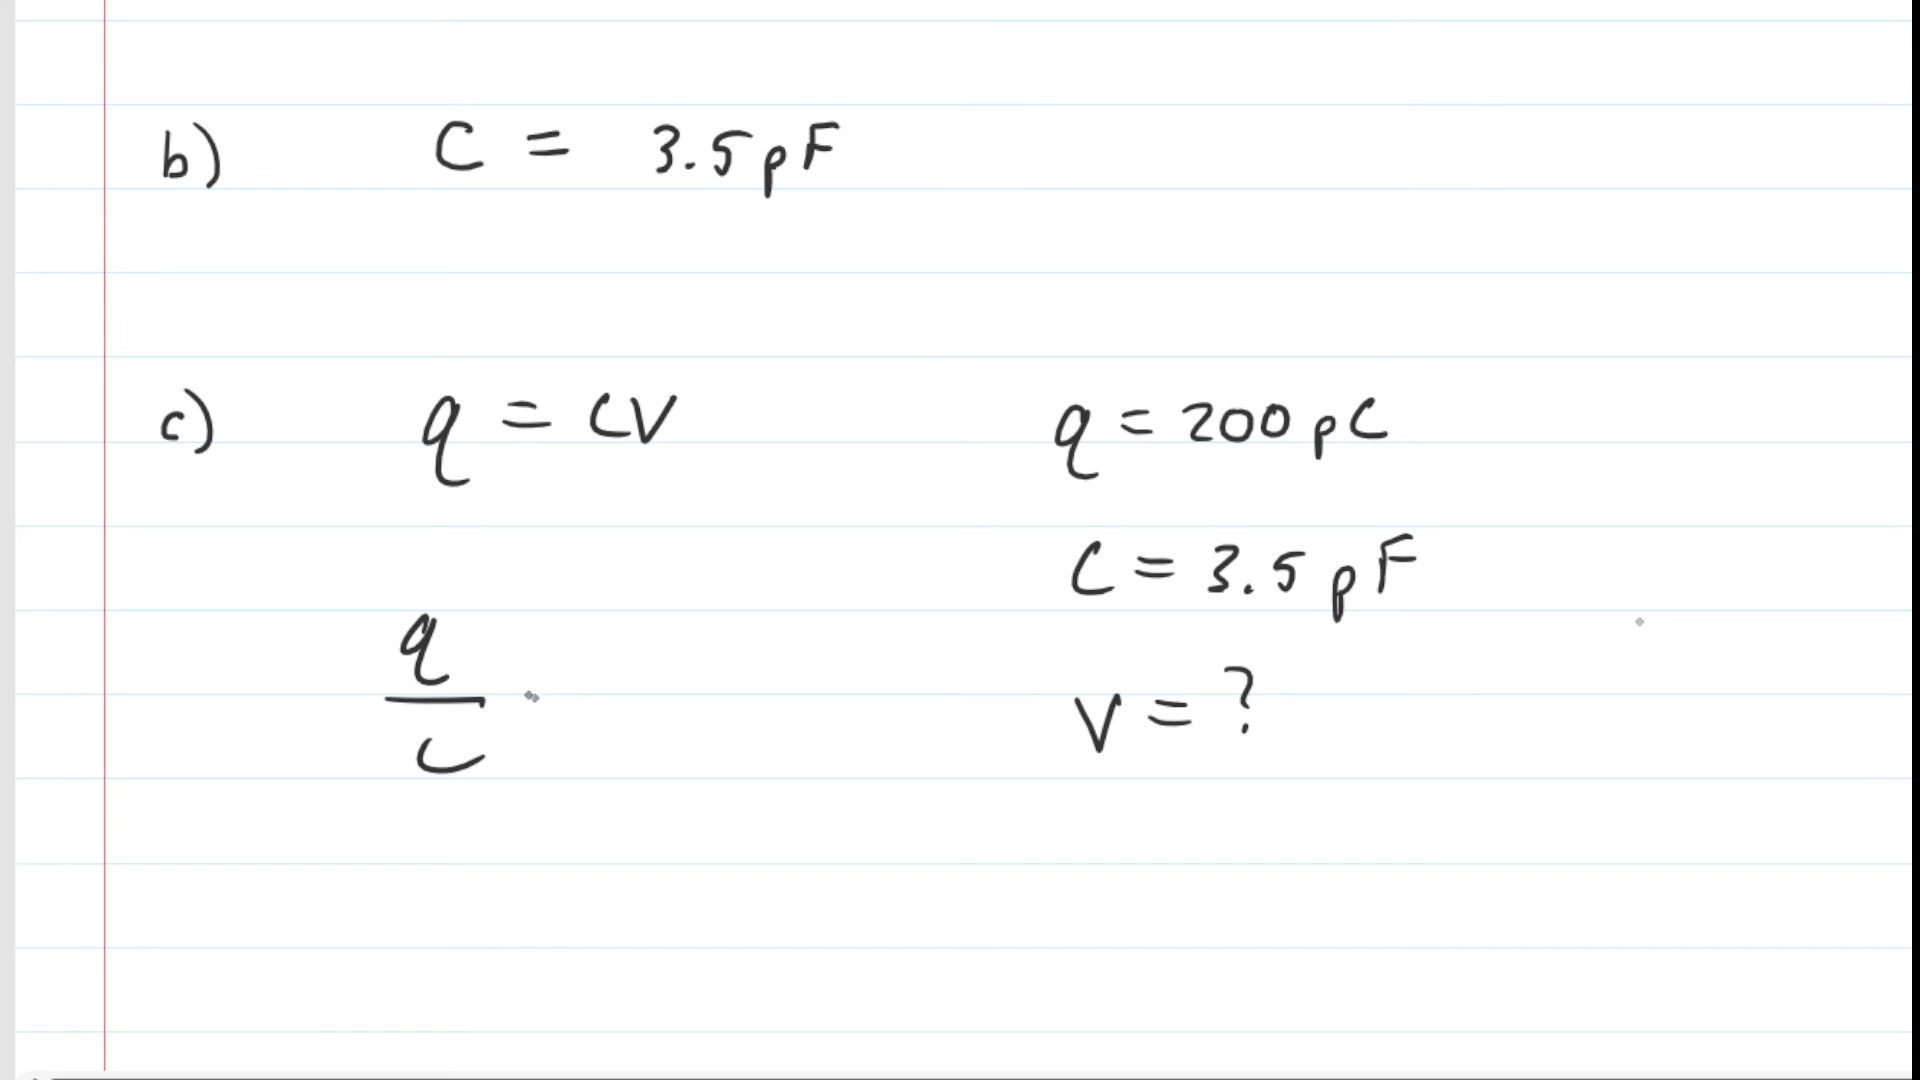 b) C = 3.5 pF
c) q = CV
q = 200 pC
C = 3.5 pF
q
C
V = ?